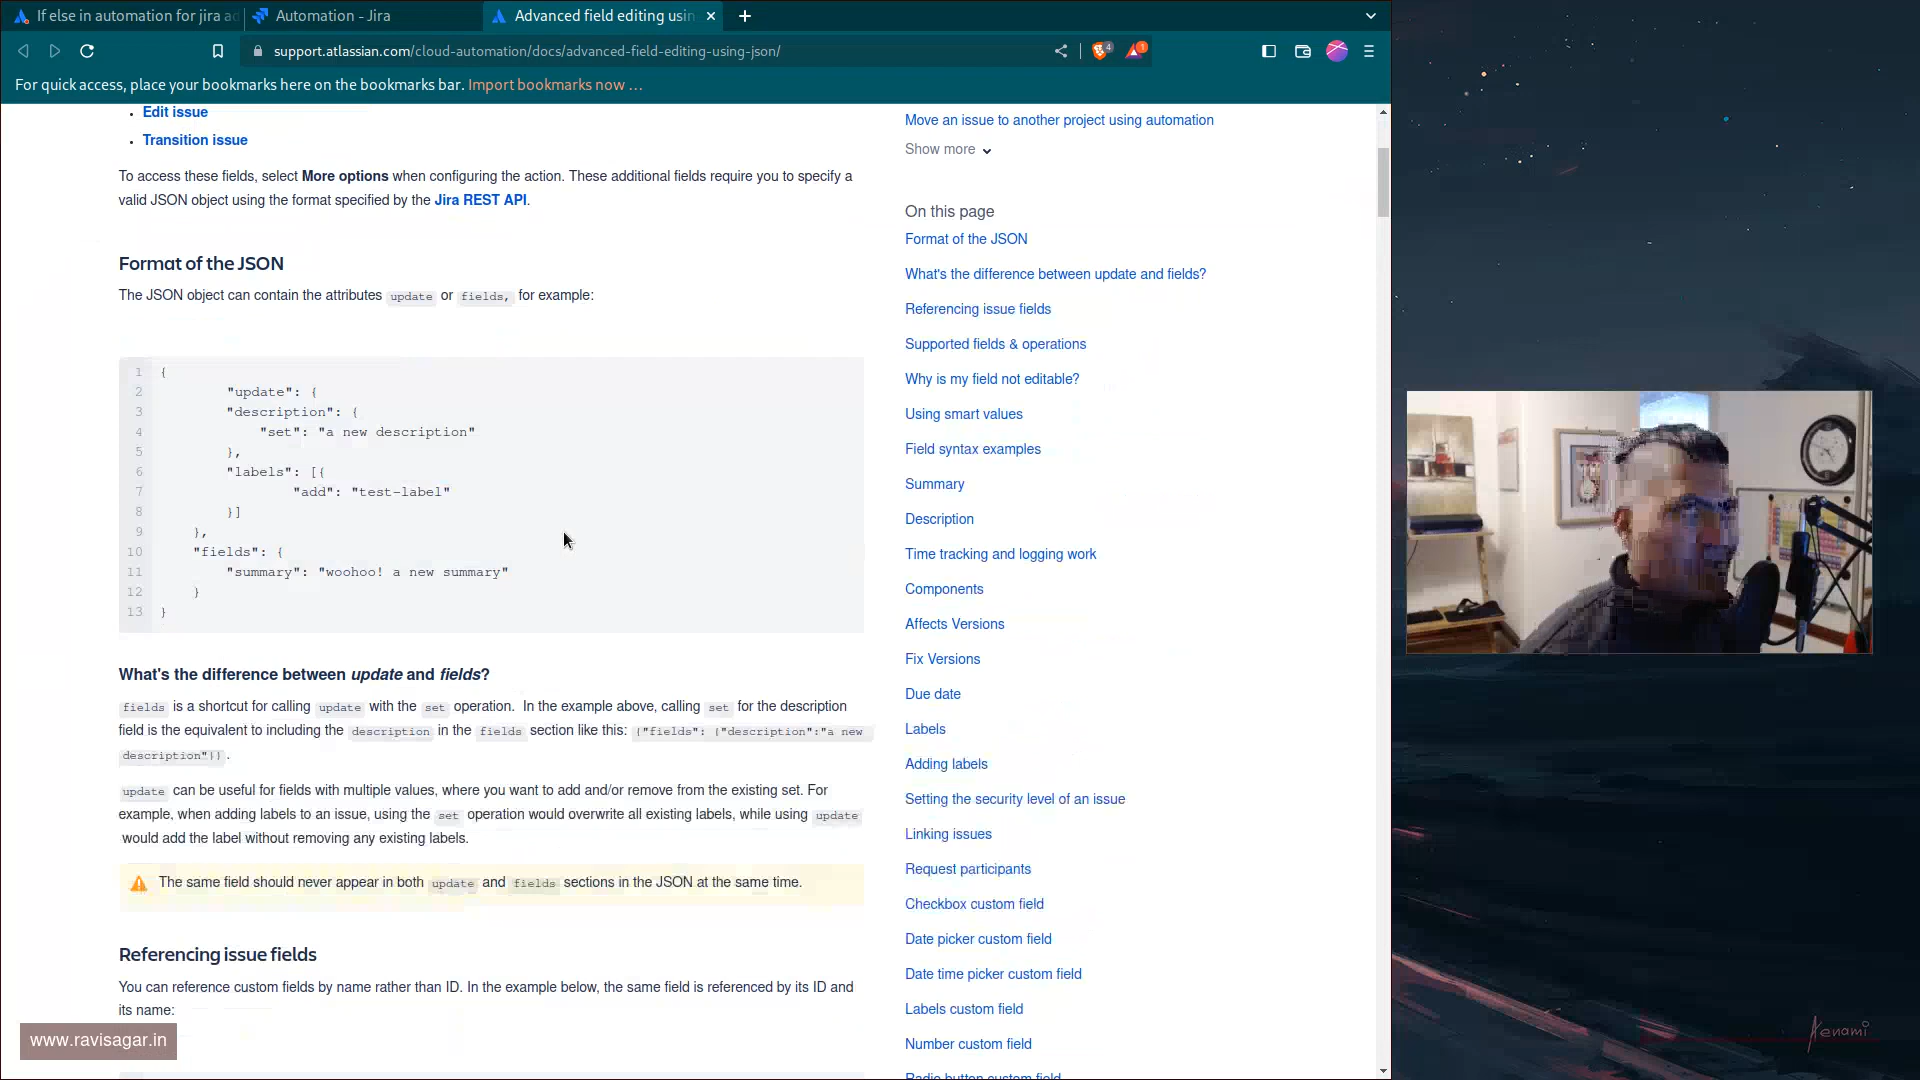 If else in automation for jira ad
Automation - Jira
Advanced field editing usin
support.atlassian.com/cloud-automation/docs/advanced-field-editing-using-json/
4
1
For quick access, place your bookmarks here on the bookmarks bar. Import bookmarks now …
Edit issue
Transition issue
To access these fields, select More options when configuring the action. These additional fields require you to specify a
valid JSON object using the format specified by the Jira REST API.
Format of the JSON
The JSON object can contain the attributes update or fields, for example:
1 {
2 "update": {
3 "description": {
4 "set": "a new description"
5 },
6 "labels": [{
7 "add": "test-label"
8 }]
9 },
10 "fields": {
11 "summary": "woohoo! a new summary"
12 }
13 }
What's the difference between update and fields?
fields is a shortcut for calling update with the set operation. In the example above, calling set for the description
field is the equivalent to including the description in the fields section like this: {"fields": {"description":"a new
description"}}.
update can be useful for fields with multiple values, where you want to add and/or remove from the existing set. For
example, when adding labels to an issue, using the set operation would overwrite all existing labels, while using update
would add the label without removing any existing labels.
The same field should never appear in both update and fields sections in the JSON at the same time.
Referencing issue fields
You can reference custom fields by name rather than ID. In the example below, the same field is referenced by its ID and
its name:
www.ravisagar.in
Move an issue to another project using automation
Show more
On this page
Format of the JSON
What's the difference between update and fields?
Referencing issue fields
Supported fields & operations
Why is my field not editable?
Using smart values
Field syntax examples
Summary
Description
Time tracking and logging work
Components
Affects Versions
Fix Versions
Due date
Labels
Adding labels
Setting the security level of an issue
Linking issues
Request participants
Checkbox custom field
Date picker custom field
Date time picker custom field
Labels custom field
Number custom field
Radio button custom field
Aenami